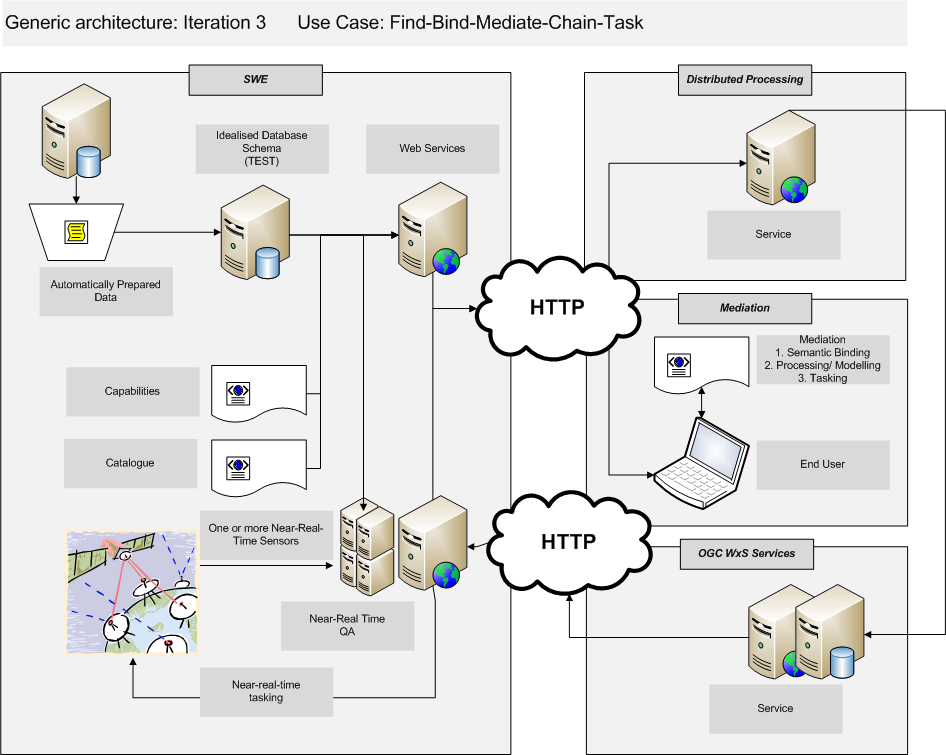 Generic architecture: Iteration 3 Use Case: Find-Bind-Mediate-Chain-Task
SWE
Idealised Database
Schema
(TEST)
Web Services
Automatically Prepared
Data
Capabilities
Catalogue
One or more Near-Real-
Time Sensors
Near-Real Time
QA
Near-real-time
tasking
HTTP
HTTP
Distributed Processing
Service
Mediation
Mediation
1. Semantic Binding
2. Processing/ Modelling
3. Tasking
End User
OGC WxS Services
Service